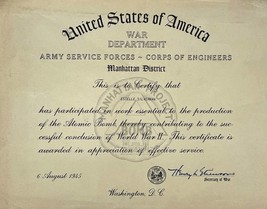 United States of America
WAR
DEPARTMENT
ARMY SERVICE FORCES – CORPS OF ENGINEERS
Manhattan District
This is to Certify that
has participated in work essential to the production
of the Atomic Bomb thereby contributing to the suc-
cessful conclusion of World War II. This certificate is
awarded in appreciation of effective service.
MANHATTAN PROJECT
BOMB
6 August 1945
Secretary of War
Washington, D. C.